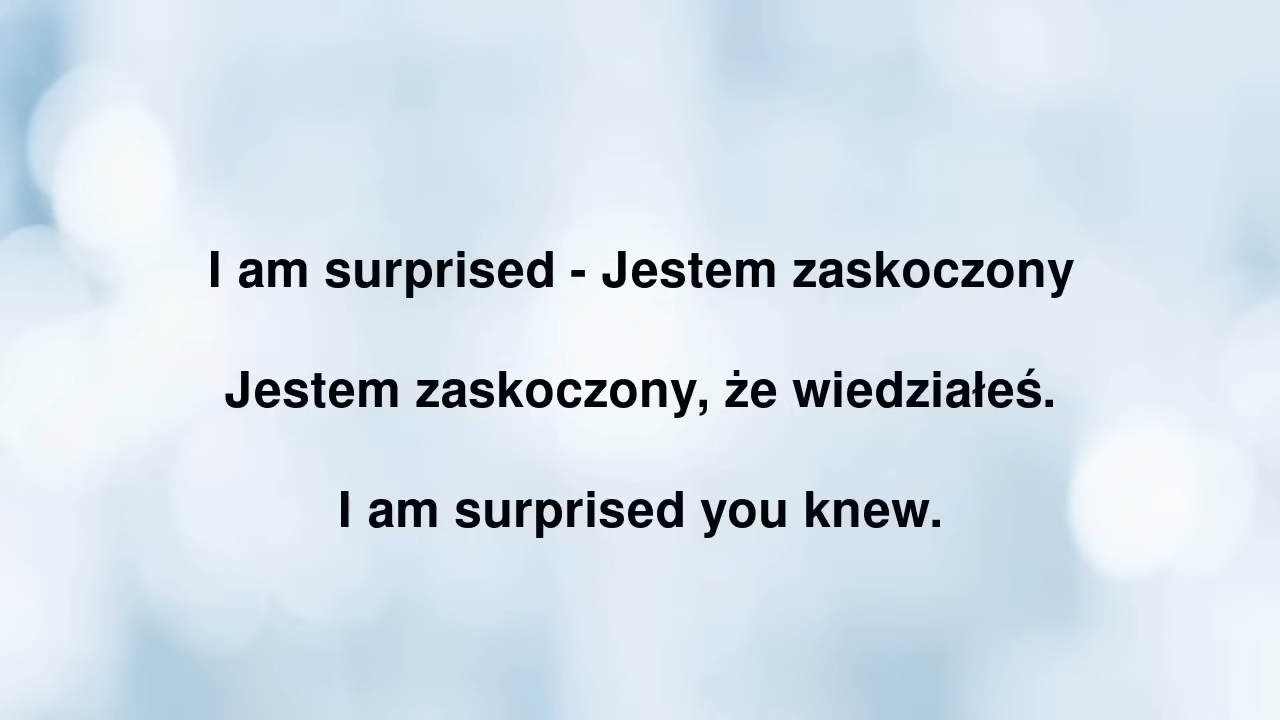 I am surprised - Jestem zaskoczony
Jestem zaskoczony, że wiedziałeś.
I am surprised you knew.